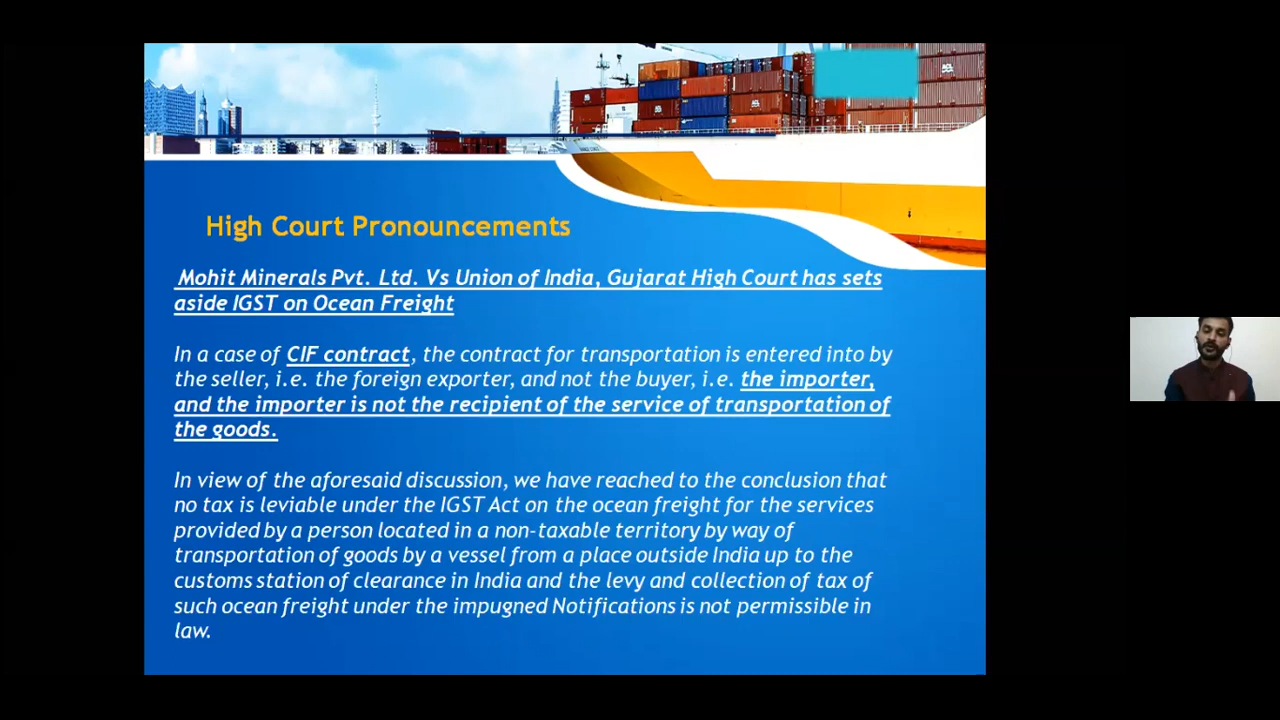 High Court Pronouncements
Mohit Minerals Pvt. Ltd. Vs Union of India, Gujarat High Court has sets
aside IGST on Ocean Freight
In a case of CIF contract, the contract for transportation is entered into by
the seller, i.e. the foreign exporter, and not the buyer, i.e. the importer,
and the importer is not the recipient of the service of transportation of
the goods.
In view of the aforesaid discussion, we have reached to the conclusion that
no tax is leviable under the IGST Act on the ocean freight for the services
provided by a person located in a non-taxable territory by way of
transportation of goods by a vessel from a place outside India up to the
customs station of clearance in India and the levy and collection of tax of
such ocean freight under the impugned Notifications is not permissible in
law.